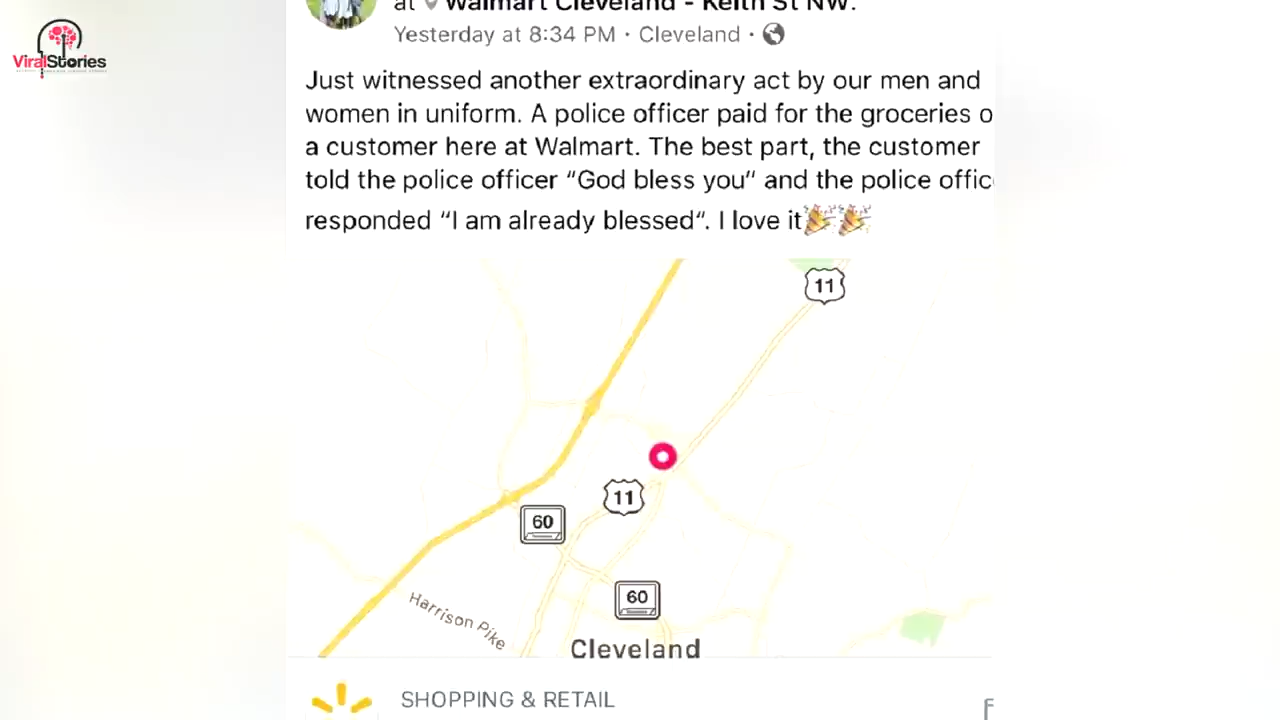 at Walmart Cleveland - Keith St NW.
Yesterday at 8:34 PM · Cleveland ·
ViralStories
Just witnessed another extraordinary act by our men and
women in uniform. A police officer paid for the groceries o
a customer here at Walmart. The best part, the customer
told the police officer “God bless you” and the police offic
responded “I am already blessed“. I love it🎉🎉
11
11
60
60
Harrison Pike
Cleveland
SHOPPING & RETAIL